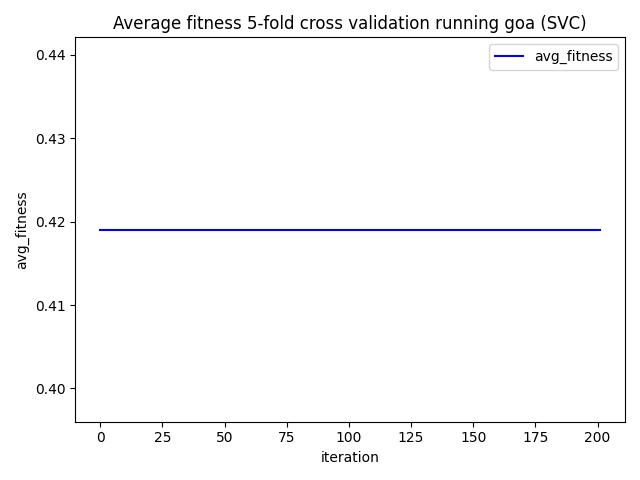 Average fitness 5-fold cross validation running goa (SVC)
avg_fitness
0.44
0.43
0.42
0.41
0.40
avg_fitness
0 25 50 75 100 125 150 175 200
iteration